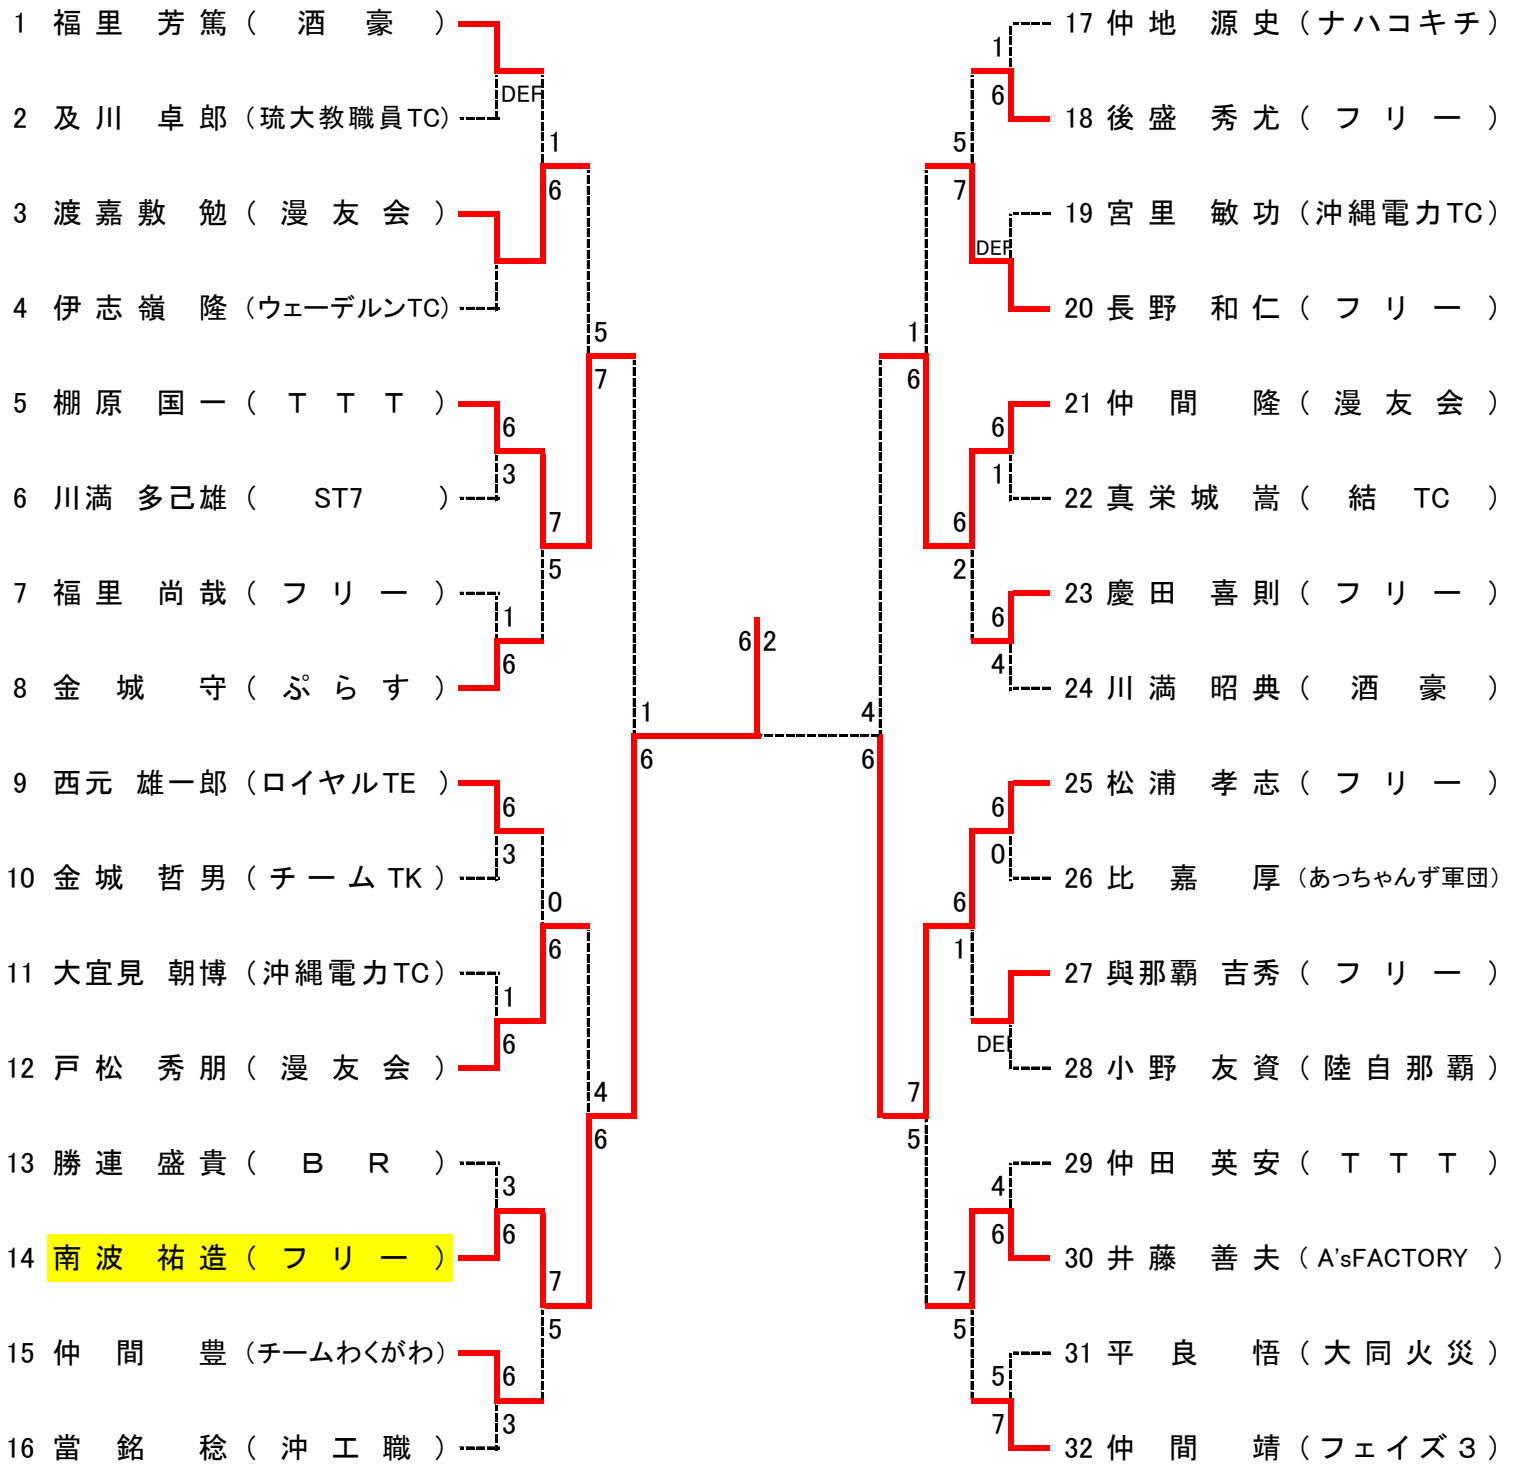 1 福里 芳篤 (酒豪)
DEF
2 及川 卓郎 (琉大教職員TC)
1
6
3 渡嘉敷 勉 (漫友会)
4 伊志嶺 隆 (ウェーデルンTC)
5
7
5 棚原 国一 (TTT)
6
3
6 川満 多己雄 (ST7)
7
5
7 福里 尚哉 (フリー)
1
6
8 金城 守 (ぷらす)
1
6
9 西元 雄一郎 (ロイヤルTE)
6
3
10 金城 哲男 (チームTK)
0
6
11 大宜見 朝博 (沖縄電力TC)
1
6
12 戸松 秀朋 (漫友会)
4
6
13 勝連 盛貴 (BR)
3
6
14 南波 祐造 (フリー)
7
5
15 仲間 豊 (チームわくがわ)
6
3
16 當銘 稔 (沖工職)
6 2
17 仲地 源史 (ナハコキチ)
1
6
18 後盛 秀尤 (フリー)
5
7
19 宮里 敏功 (沖縄電力TC)
DEF
20 長野 和仁 (フリー)
1
6
21 仲間 隆 (漫友会)
6
1
22 真栄城 嵩 (結 TC)
6
2
23 慶田 喜則 (フリー)
6
4
24 川満 昭典 (酒豪)
4
6
25 松浦 孝志 (フリー)
6
0
26 比嘉 厚 (あっちゃんず軍団)
6
1
27 與那覇 吉秀 (フリー)
DEF
28 小野 友資 (陸自那覇)
7
5
29 仲田 英安 (TTT)
4
6
30 井藤 善夫 (A'sFACTORY)
7
5
31 平良 悟 (大同火災)
5
7
32 仲間 靖 (フェイズ3)